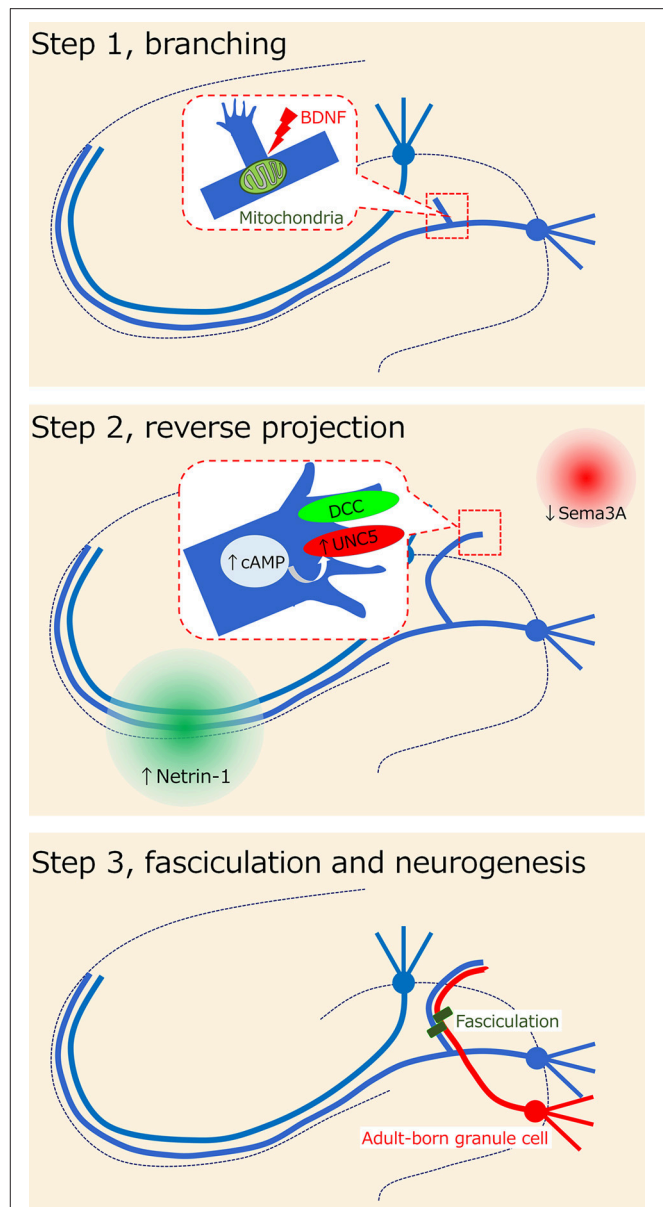 Step 1, branching
BDNF
Mitochondria
Step 2, reverse projection
DCC
↑UNC5
↑cAMP
↓Sema3A
↑Netrin-1
Step 3, fasciculation and neurogenesis
Fasciculation
Adult-born granule cell